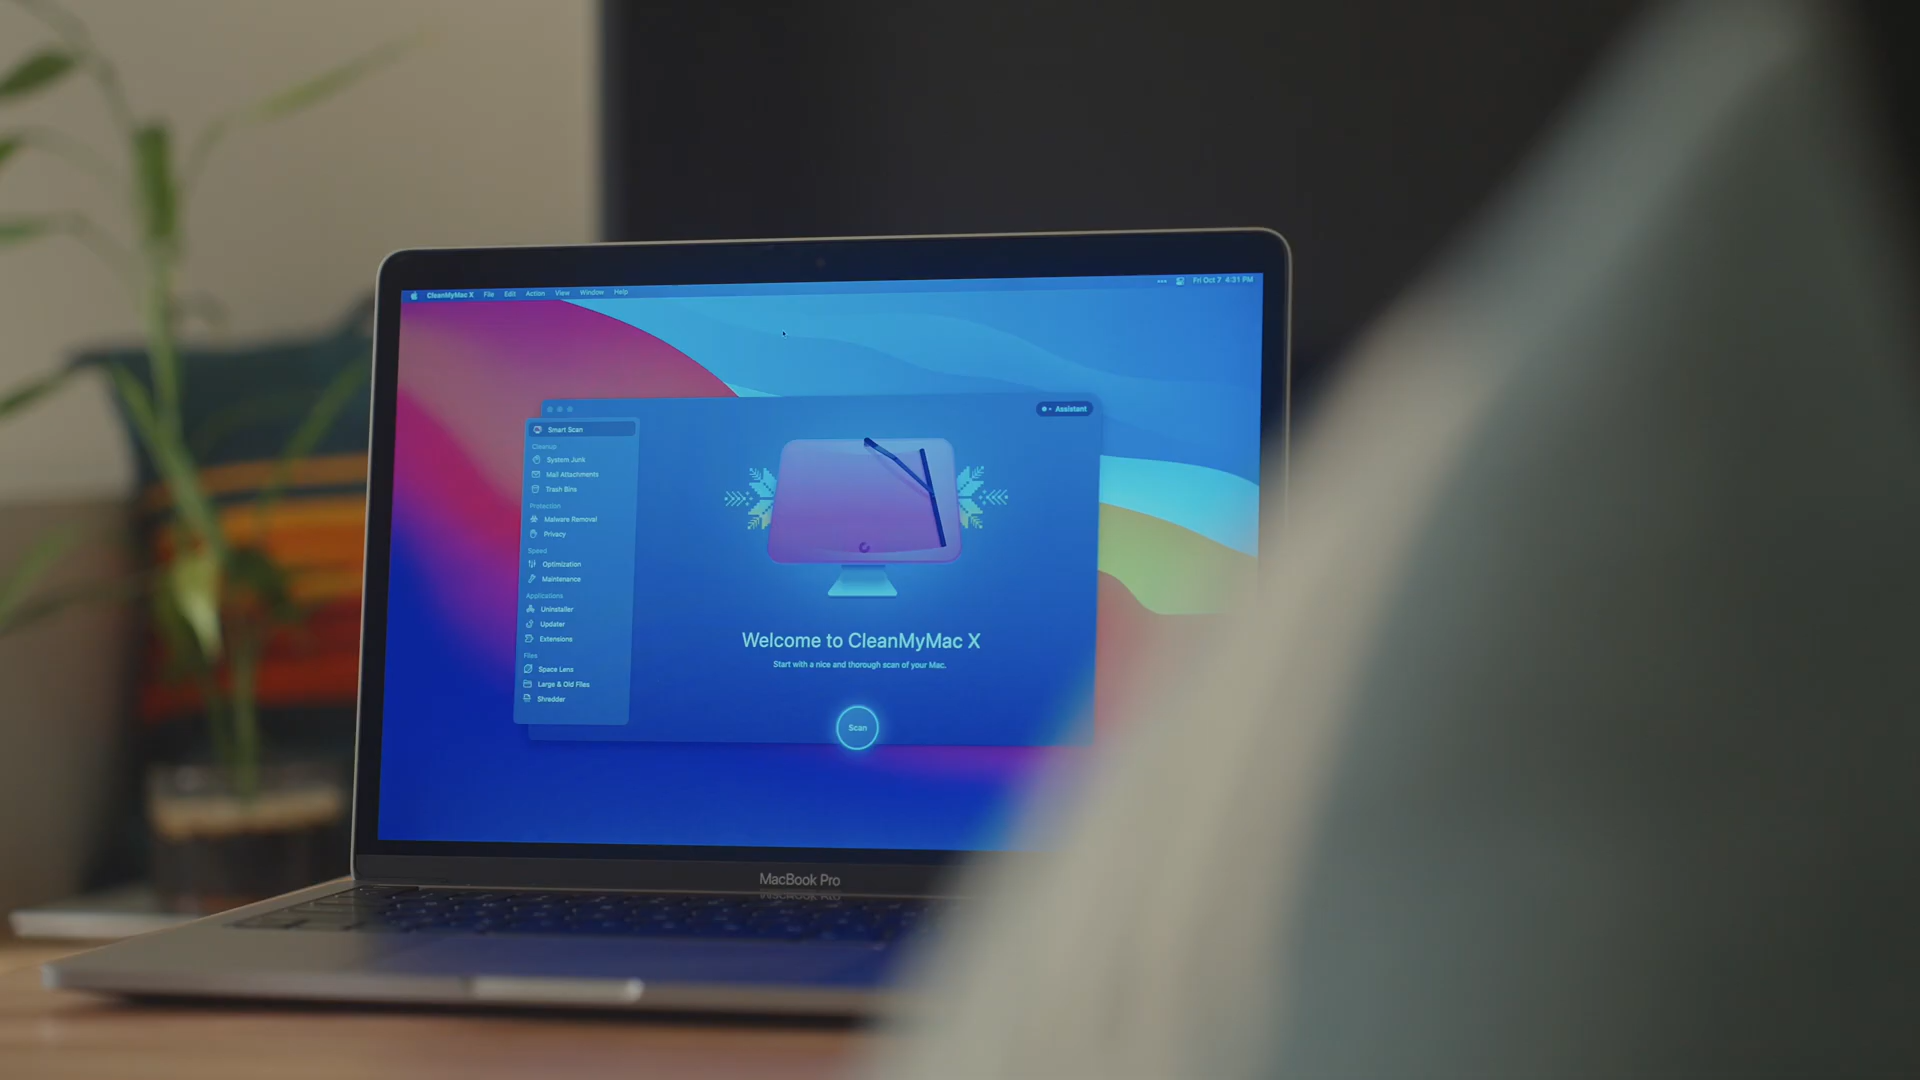 CleanMyMac X File Edit Action View Window Help
Fri Oct 7 4:31 PM
Assistant
Smart Scan
Cleanup
System Junk
Mail Attachments
Trash Bins
Protection
Malware Removal
Privacy
Speed
Optimization
Maintenance
Applications
Uninstaller
Updater
Extensions
Files
Space Lens
Large & Old Files
Shredder
Welcome to CleanMyMac X
Start with a nice and thorough scan of your Mac.
Scan
MacBook Pro